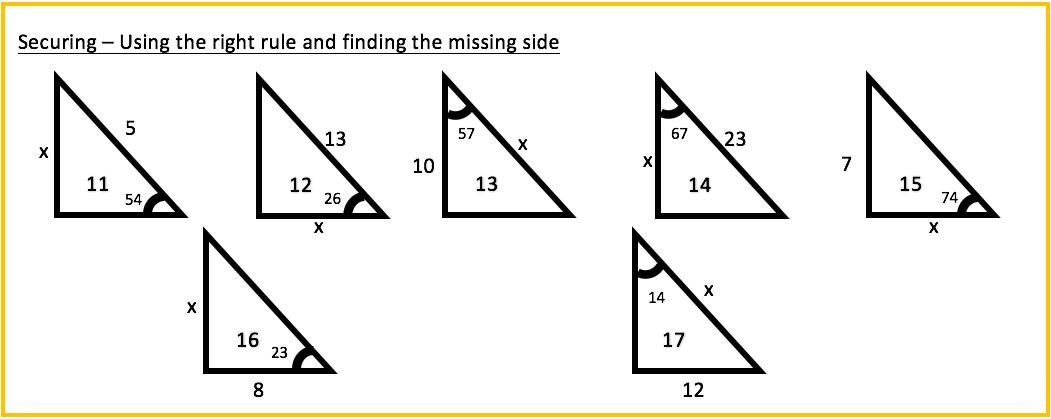 Securing – Using the right rule and finding the missing side
x 5 11 54
13 12 26 x
57 10 x 13
67 23 x 14
7 15 74 x
x 16 23 8
14 x 17 12